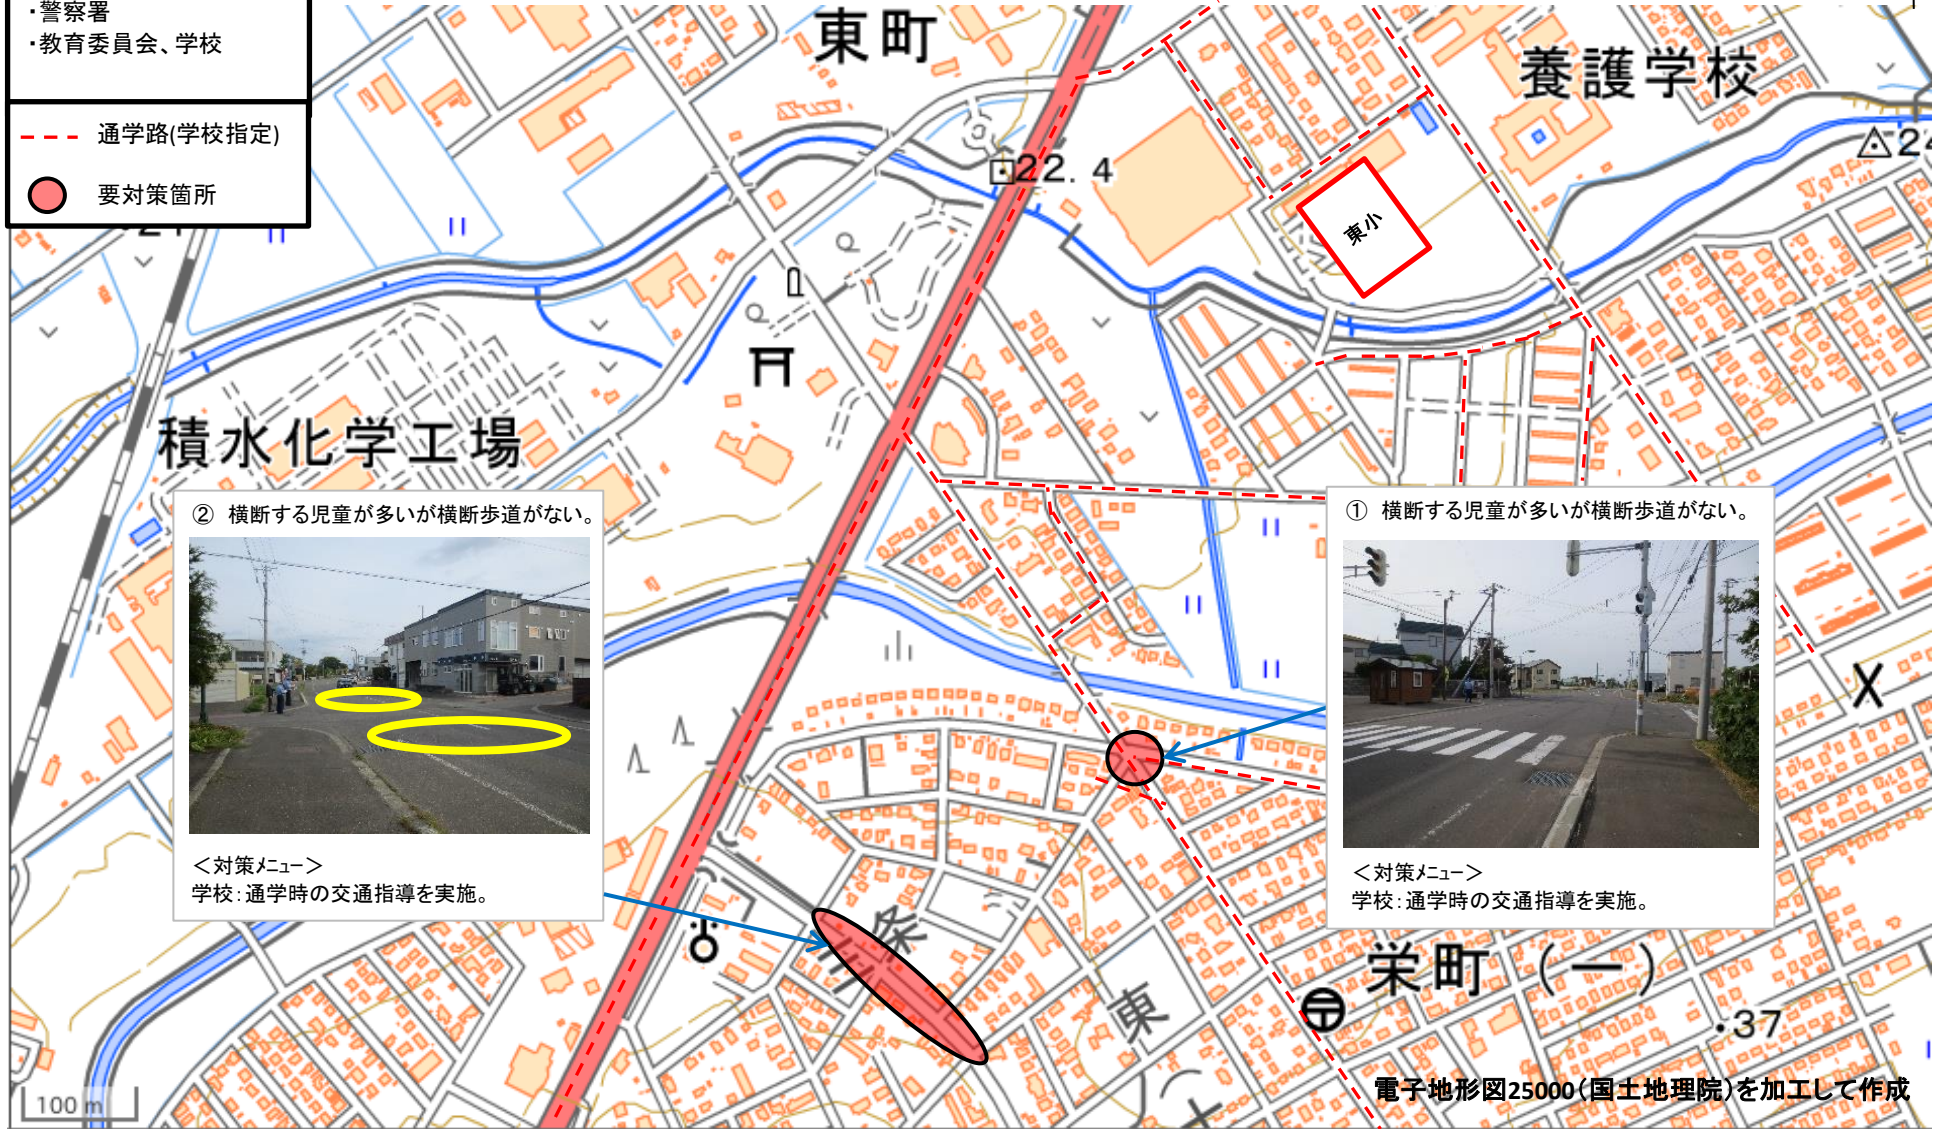 ・警察署
・教育委員会、学校
通学路(学校指定)
要対策箇所
東町
養護学校
22.4
東小
積水化学工場
② 横断する児童が多いが横断歩道がない。
＜対策メニュー＞
学校：通学時の交通指導を実施。
① 横断する児童が多いが横断歩道がない。
＜対策メニュー＞
学校：通学時の交通指導を実施。
条
東
栄町（一）
37
100 m
電子地形図25000(国土地理院)を加工して作成